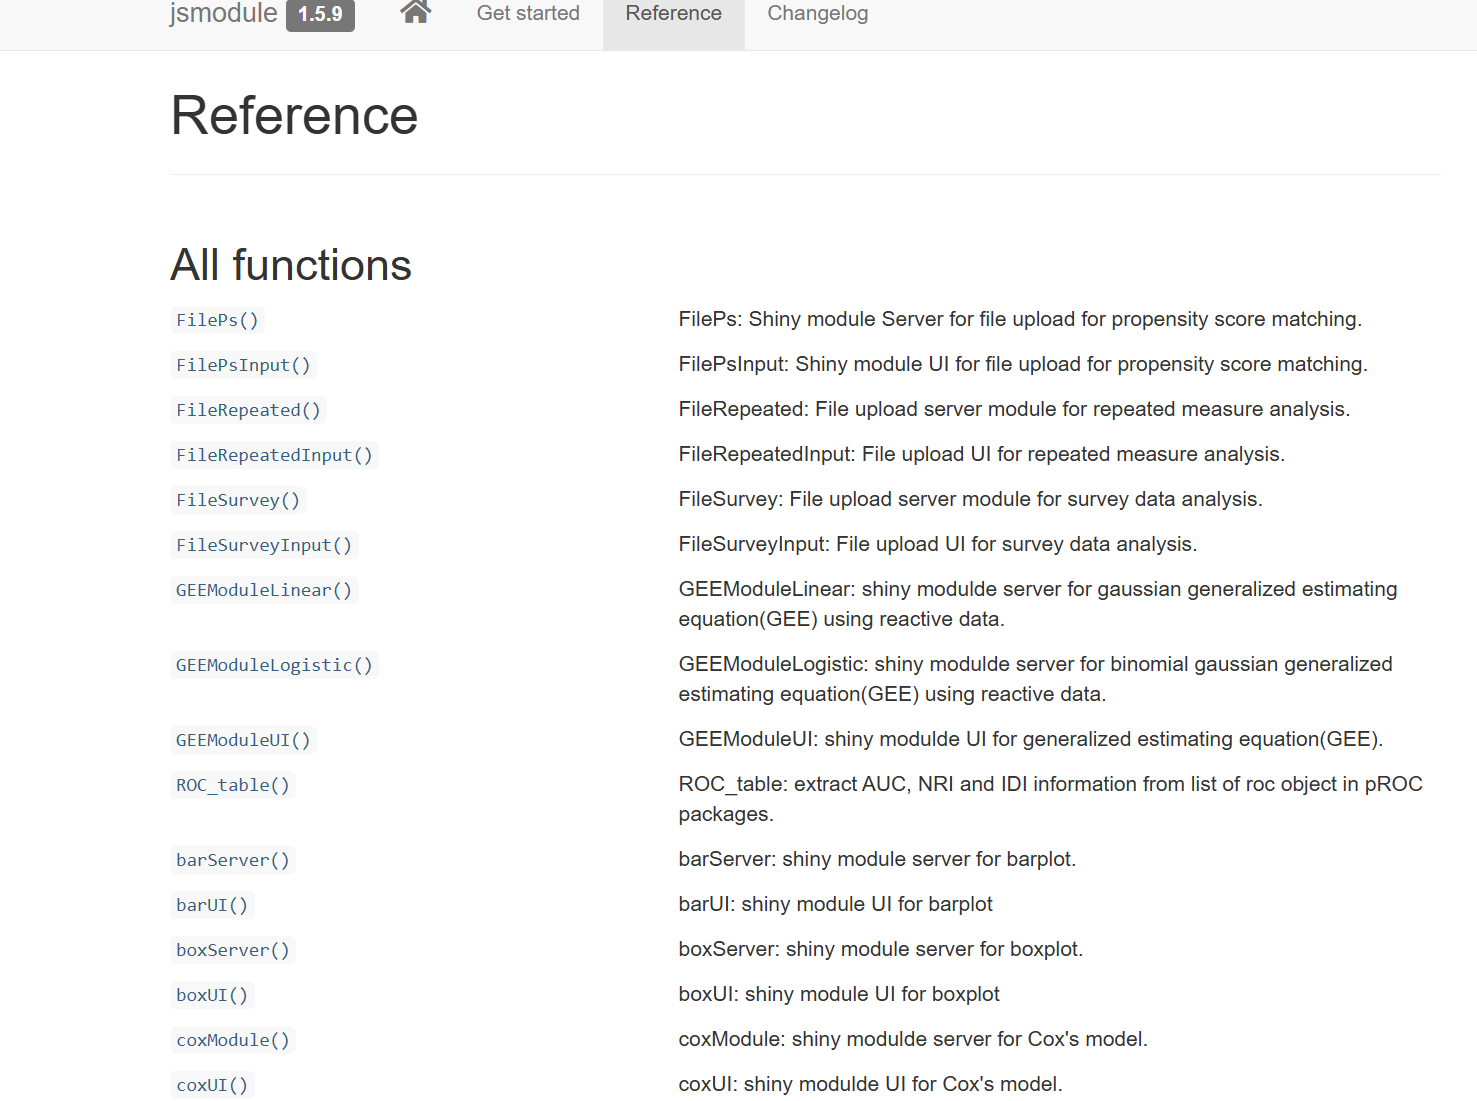 jsmodule 1.5.9 Get started Reference Changelog
Reference
All functions
FilePs() FilePs: Shiny module Server for file upload for propensity score matching.
FilePsInput() FilePsInput: Shiny module UI for file upload for propensity score matching.
FileRepeated() FileRepeated: File upload server module for repeated measure analysis.
FileRepeatedInput() FileRepeatedInput: File upload UI for repeated measure analysis.
FileSurvey() FileSurvey: File upload server module for survey data analysis.
FileSurveyInput() FileSurveyInput: File upload UI for survey data analysis.
GEEModuleLinear() GEEModuleLinear: shiny modulde server for gaussian generalized estimating
equation(GEE) using reactive data.
GEEModuleLogistic() GEEModuleLogistic: shiny modulde server for binomial gaussian generalized
estimating equation(GEE) using reactive data.
GEEModuleUI() GEEModuleUI: shiny modulde UI for generalized estimating equation(GEE).
ROC_table() ROC_table: extract AUC, NRI and IDI information from list of roc object in pROC
packages.
barServer() barServer: shiny module server for barplot.
barUI() barUI: shiny module UI for barplot
boxServer() boxServer: shiny module server for boxplot.
boxUI() boxUI: shiny module UI for boxplot
coxModule() coxModule: shiny modulde server for Cox's model.
coxUI() coxUI: shiny modulde UI for Cox's model.